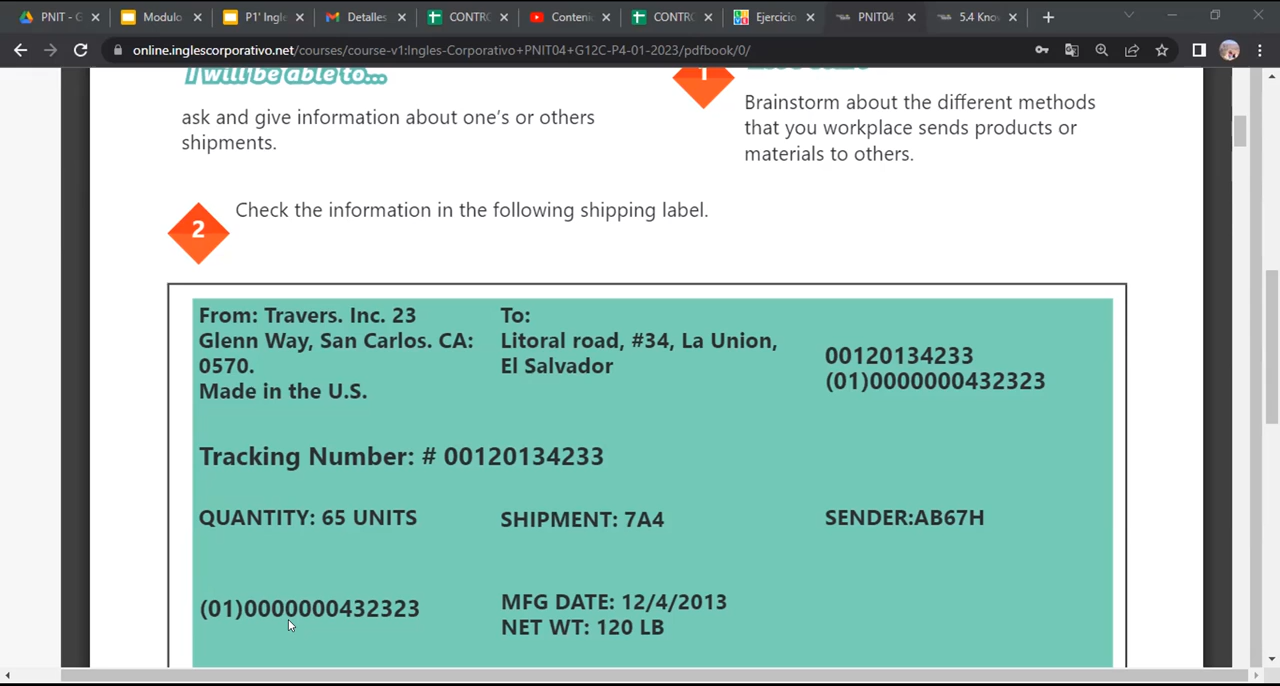 PNIT - G
Modulo
P1' Ingle
Detalles
CONTRO
Conteni
CONTRO
Ejercicio
PNIT04
5.4 Kno
online.inglescorporativo.net/courses/course-v1:Ingles-Corporativo+PNIT04+G12C-P4-01-2023/pdfbook/0/
I will be able to...
1
ask and give information about one's or others
shipments.
Brainstorm about the different methods
that you workplace sends products or
materials to others.
2
Check the information in the following shipping label.
From: Travers. Inc. 23
Glenn Way, San Carlos. CA:
0570.
Made in the U.S.
To:
Litoral road, #34, La Union,
El Salvador
00120134233
(01)0000000432323
Tracking Number: # 00120134233
QUANTITY: 65 UNITS
SHIPMENT: 7A4
SENDER:AB67H
(01)0000000432323
MFG DATE: 12/4/2013
NET WT: 120 LB